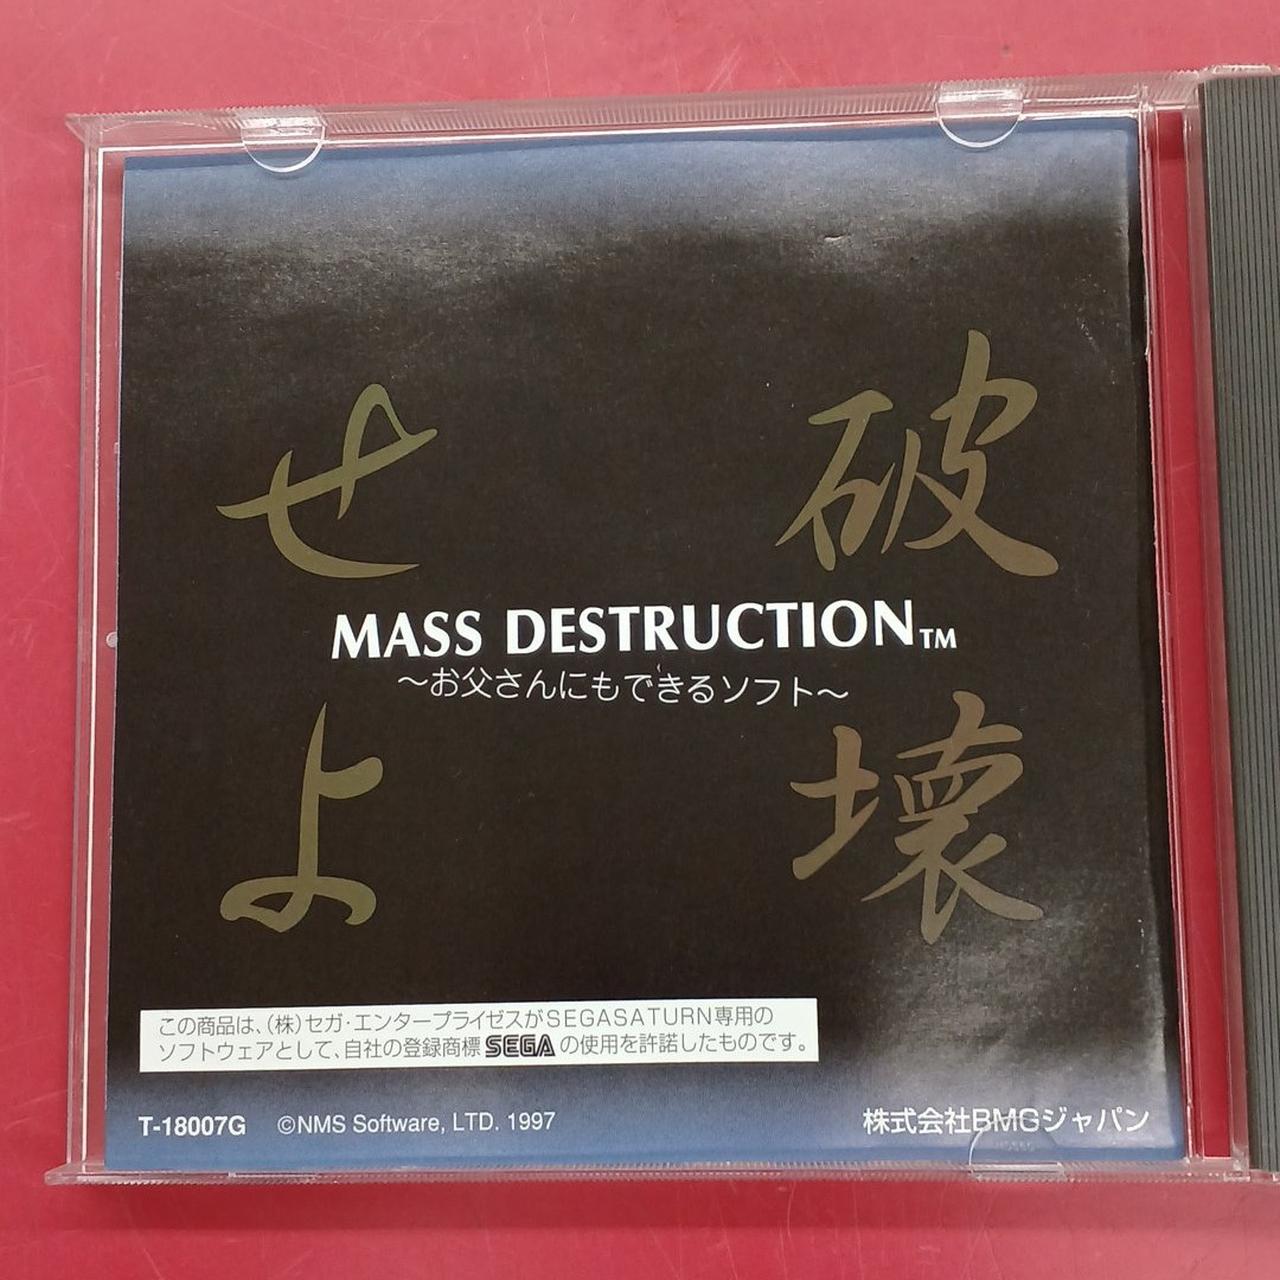 破壊
せよ
MASS DESTRUCTION™
～お父さんにもできるソフト～
この商品は、(株)セガ・エンタープライゼスがSEGASATURN専用の
ソフトウェアとして、自社の登録商標 SEGA の使用を許諾したものです。
T-18007G ©NMS Software, LTD. 1997
株式会社BMGジャパン